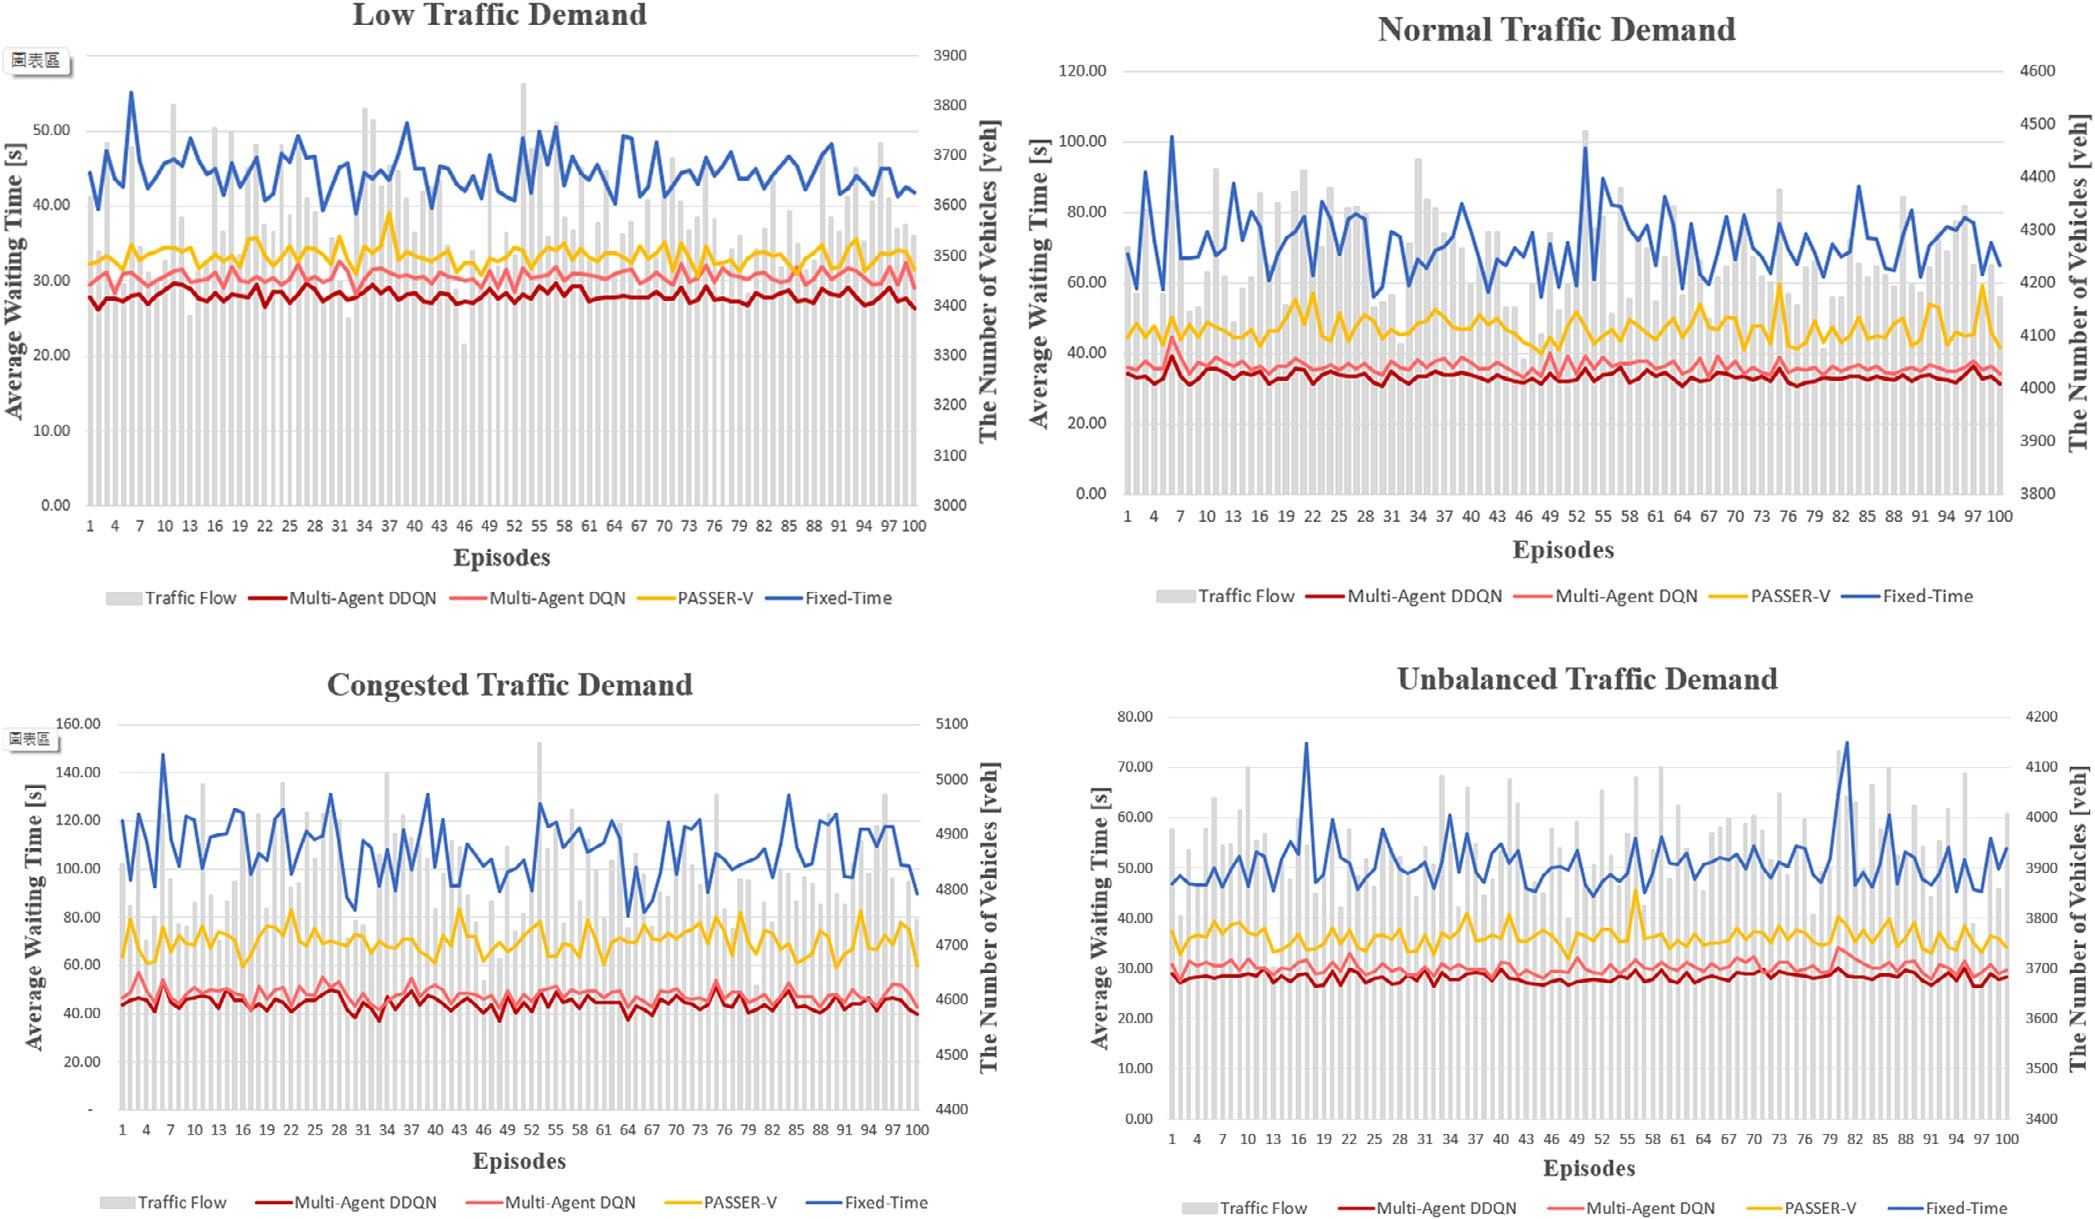 Low Traffic Demand
圖表區
Average Waiting Time [s]
50.00
40.00
30.00
20.00
10.00
0.00
3900
3800
3700
3600
3500
3400
3300
3200
3100
3000
The Number of Vehicles [veh]
1 4 7 10 13 16 19 22 25 28 31 34 37 40 43 46 49 52 55 58 61 64 67 70 73 76 79 82 85 88 91 94 97 100
Episodes
Traffic Flow Multi-Agent DDQN Multi-Agent DQN PASSER-V Fixed-Time
Normal Traffic Demand
Average Waiting Time [s]
120.00
100.00
80.00
60.00
40.00
20.00
0.00
4600
4500
4400
4300
4200
4100
4000
3900
3800
The Number of Vehicles [veh]
1 4 7 10 13 16 19 22 25 28 31 34 37 40 43 46 49 52 55 58 61 64 67 70 73 76 79 82 85 88 91 94 97 100
Episodes
Traffic Flow Multi-Agent DDQN Multi-Agent DQN PASSER-V Fixed-Time
Congested Traffic Demand
圖表區
Average Waiting Time [s]
160.00
140.00
120.00
100.00
80.00
60.00
40.00
20.00
-
5100
5000
4900
4800
4700
4600
4500
4400
The Number of Vehicles [veh]
1 4 7 10 13 16 19 22 25 28 31 34 37 40 43 46 49 52 55 58 61 64 67 70 73 76 79 82 85 88 91 94 97 100
Episodes
Traffic Flow Multi-Agent DDQN Multi-Agent DQN PASSER-V Fixed-Time
Unbalanced Traffic Demand
Average Waiting Time [s]
80.00
70.00
60.00
50.00
40.00
30.00
20.00
10.00
0.00
4200
4100
4000
3900
3800
3700
3600
3500
3400
The Number of Vehicles [veh]
1 4 7 10 13 16 19 22 25 28 31 34 37 40 43 46 49 52 55 58 61 64 67 70 73 76 79 82 85 88 91 94 97 100
Episodes
Traffic Flow Multi-Agent DDQN Multi-Agent DQN PASSER-V Fixed-Time